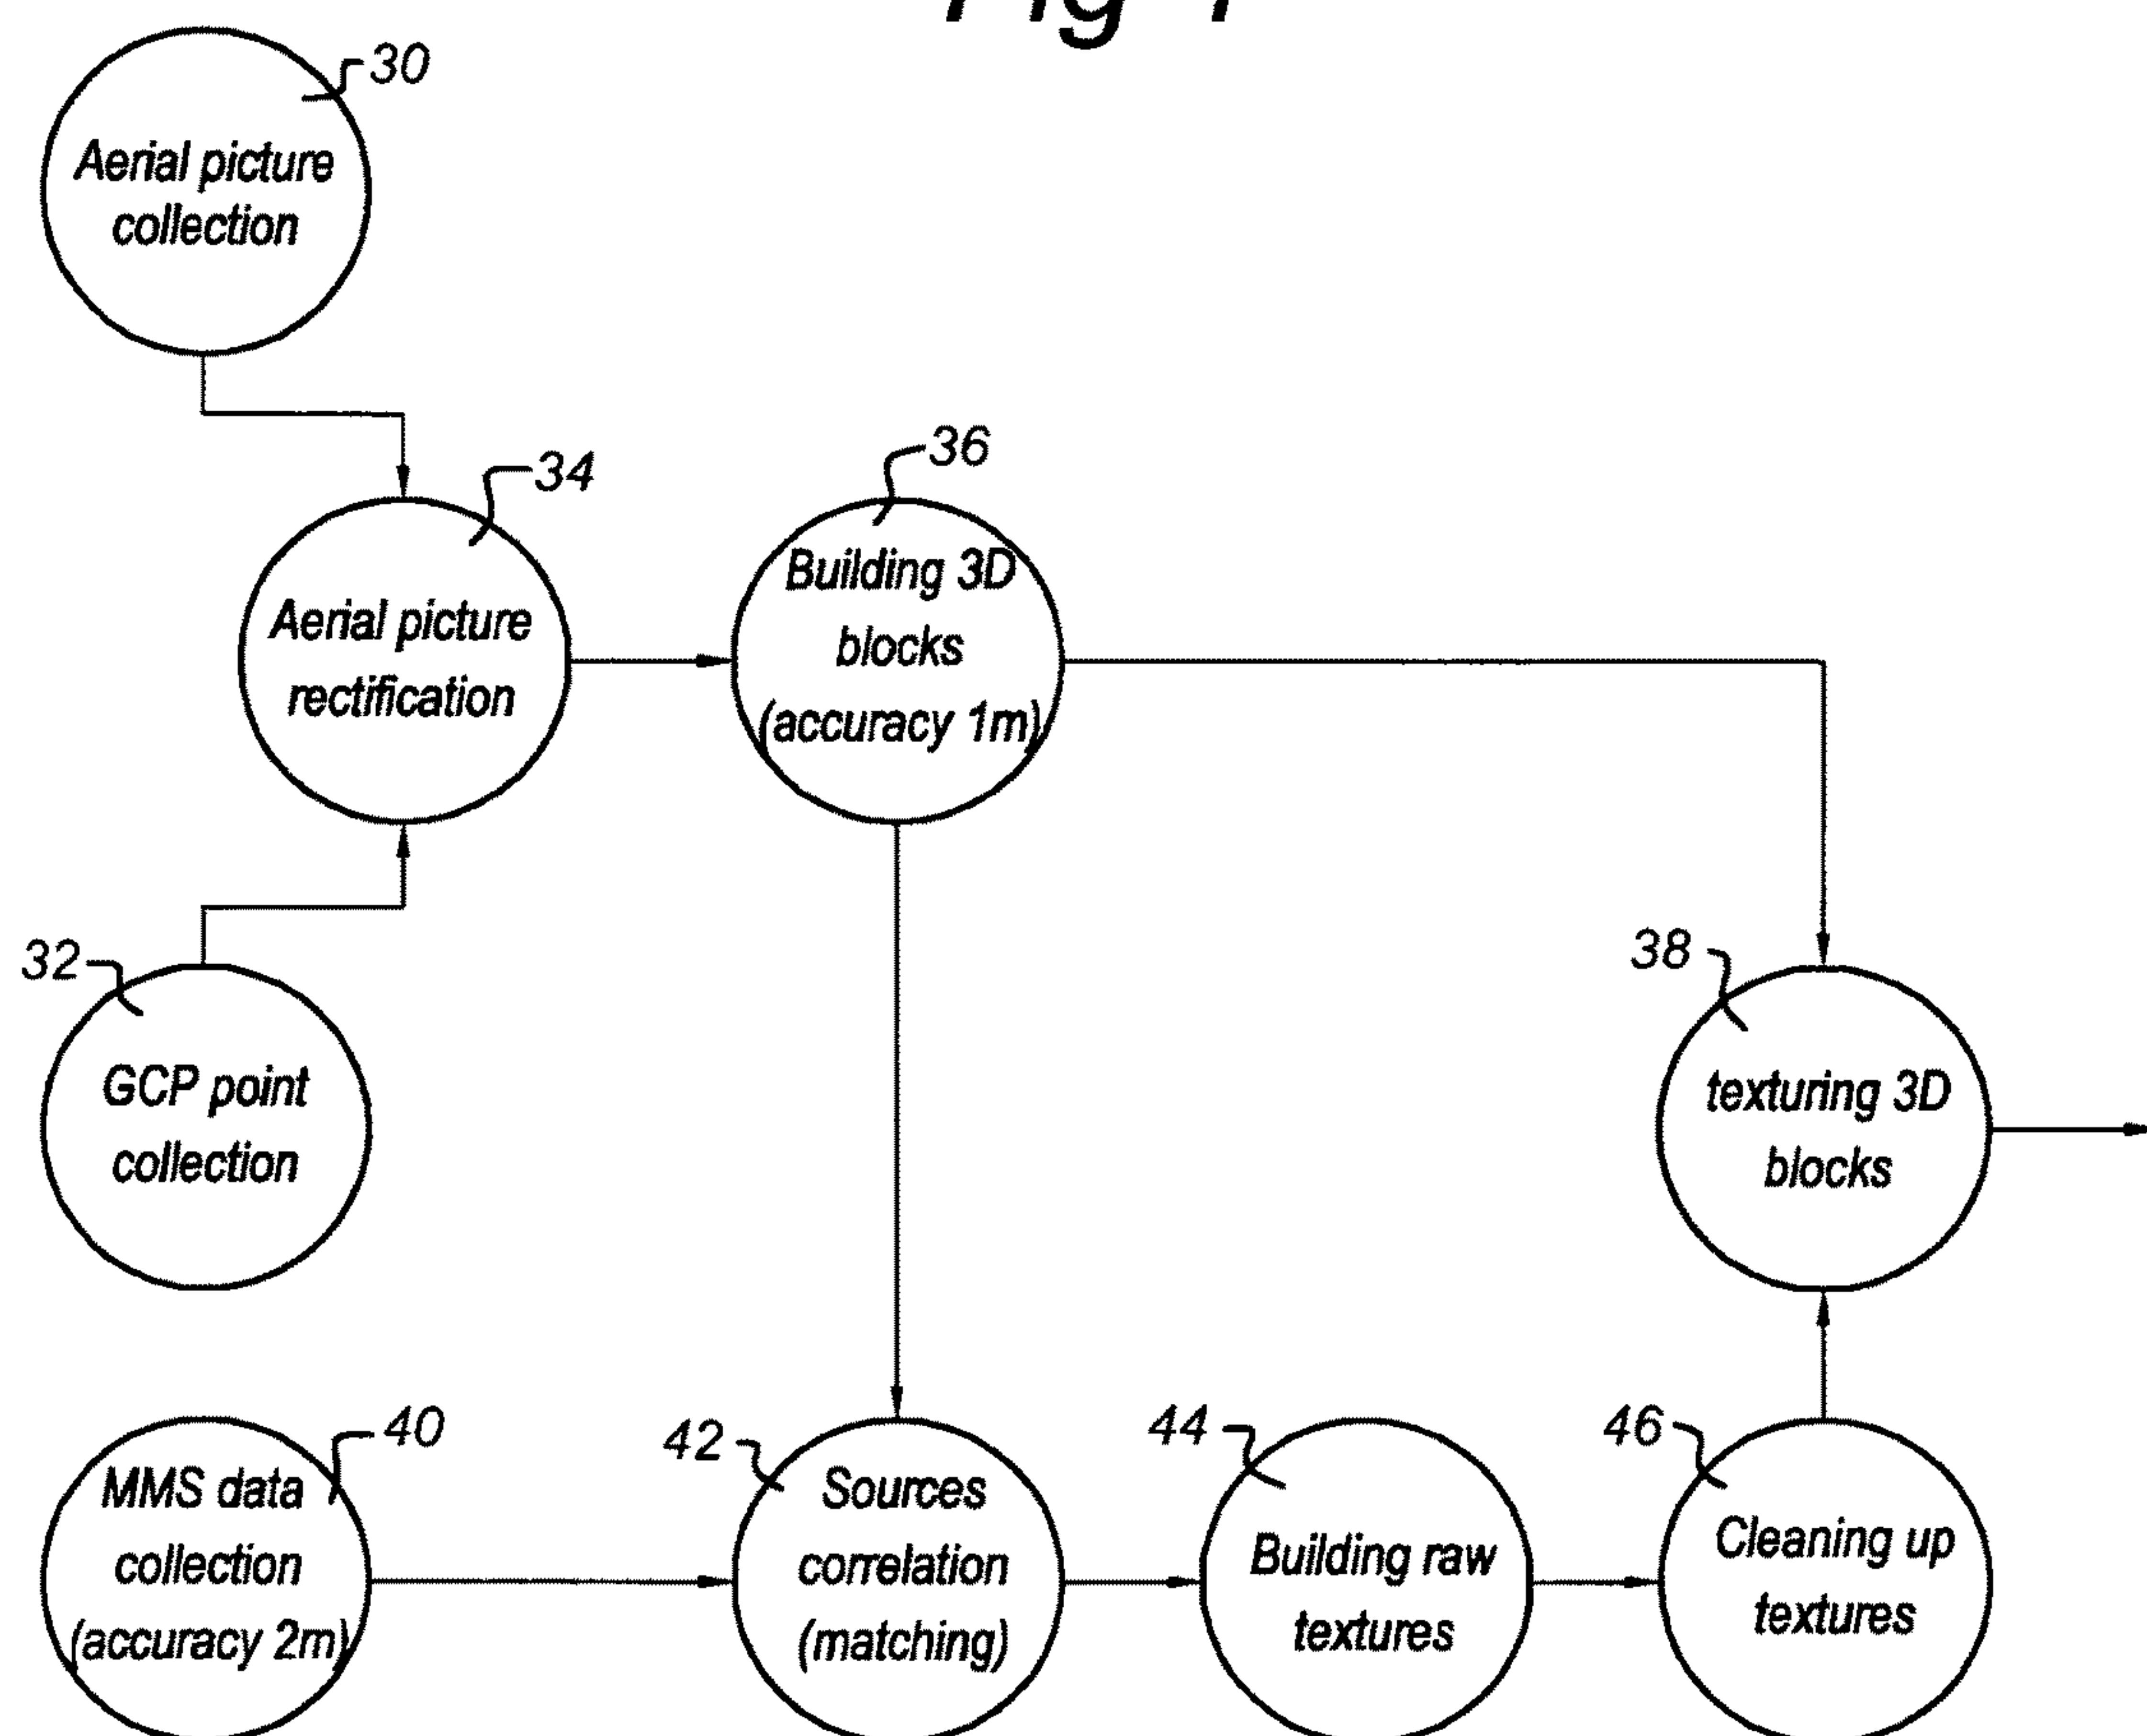 30
Aerial picture
collection
34
Aerial picture
rectification
36
Building 3D
blocks
(accuracy 1m)
32
GCP point
collection
38
texturing 3D
blocks
40
MMS data
collection
(accuracy 2m)
42
Sources
correlation
(matching)
44
Building raw
textures
46
Cleaning up
textures